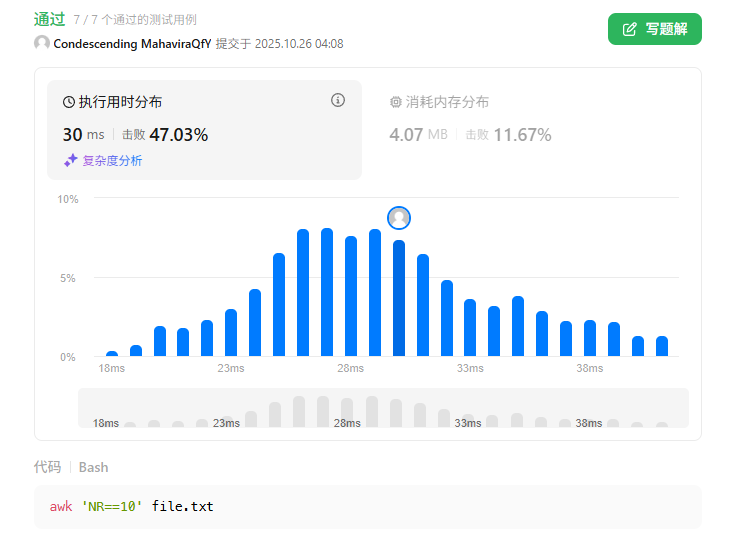 通过 7 / 7 个通过的测试用例
写题解
Condescending MahaviraQfY 提交于 2025.10.26 04:08
执行用时分布
30 ms 击败 47.03%
复杂度分析
消耗内存分布
4.07 MB 击败 11.67%
10%
5%
0%
18ms 23ms 28ms 33ms 38ms
18ms 23ms 28ms 33ms 38ms
代码 Bash
awk 'NR==10' file.txt